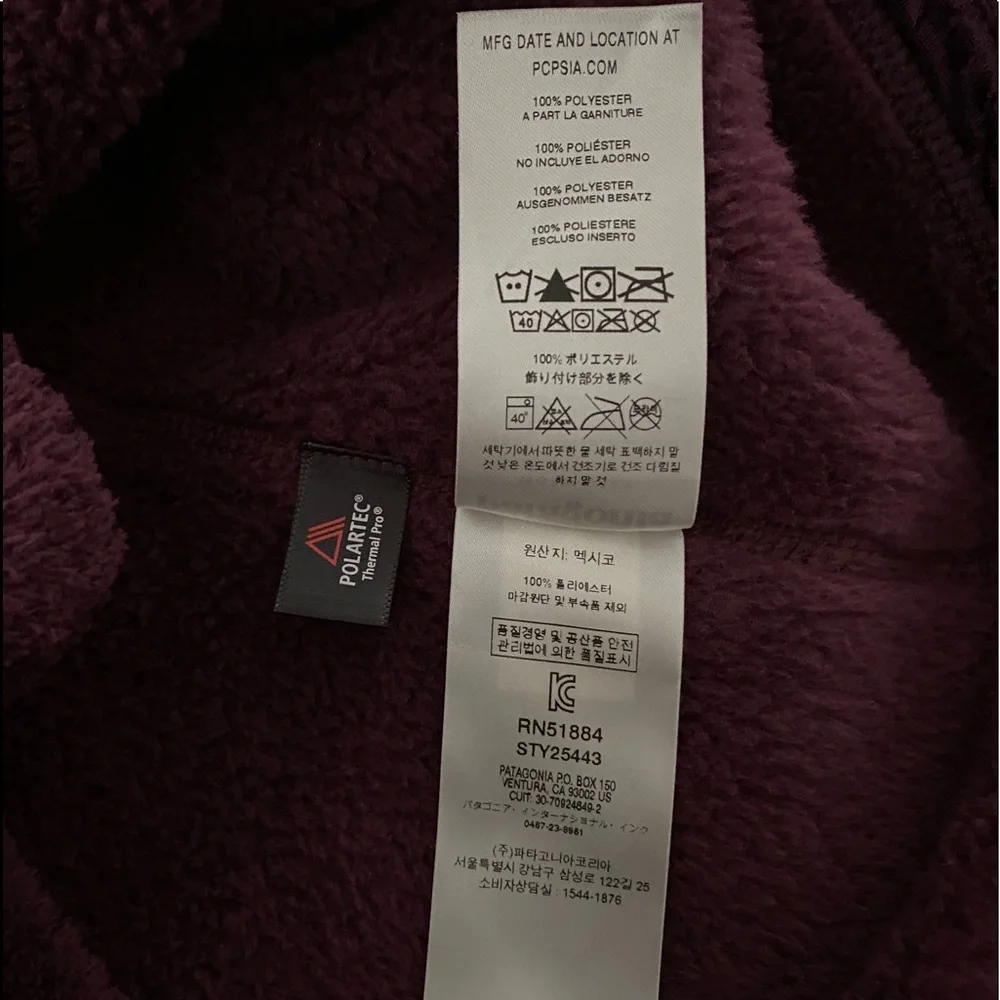 MFG DATE AND LOCATION AT
PCPSIA.COM
100% POLYESTER
A PART LA GARNITURE
100% POLIÉSTER
NO INCLUYE EL ADORNO
100% POLYESTER
AUSGENOMMEN BESATZ
100% POLIESTERE
ESCLUSO INSERTO
40
100% ポリエステル
飾り付け部分を除く
40°
세탁기에서 따뜻한 물 세탁 표백하지 말
것 낮은 온도에서 건조기로 건조 다림질
하지 말 것
POLARTEC®
Thermal Pro®
원산지: 멕시코
100% 폴리에스터
마감원단 및 부속품 제외
품질경영 및 공산품 안전
관리법에 의한 품질표시
RN51884
STY25443
PATAGONIA P.O. BOX 150
VENTURA, CA 93002 US
CUIT: 30-70924849-2
パタゴニア・インターナショナル・インク
0467-23-8961
(주)파타고니아코리아
서울특별시 강남구 삼성로 122길 25
소비자상담실 : 1544-1876